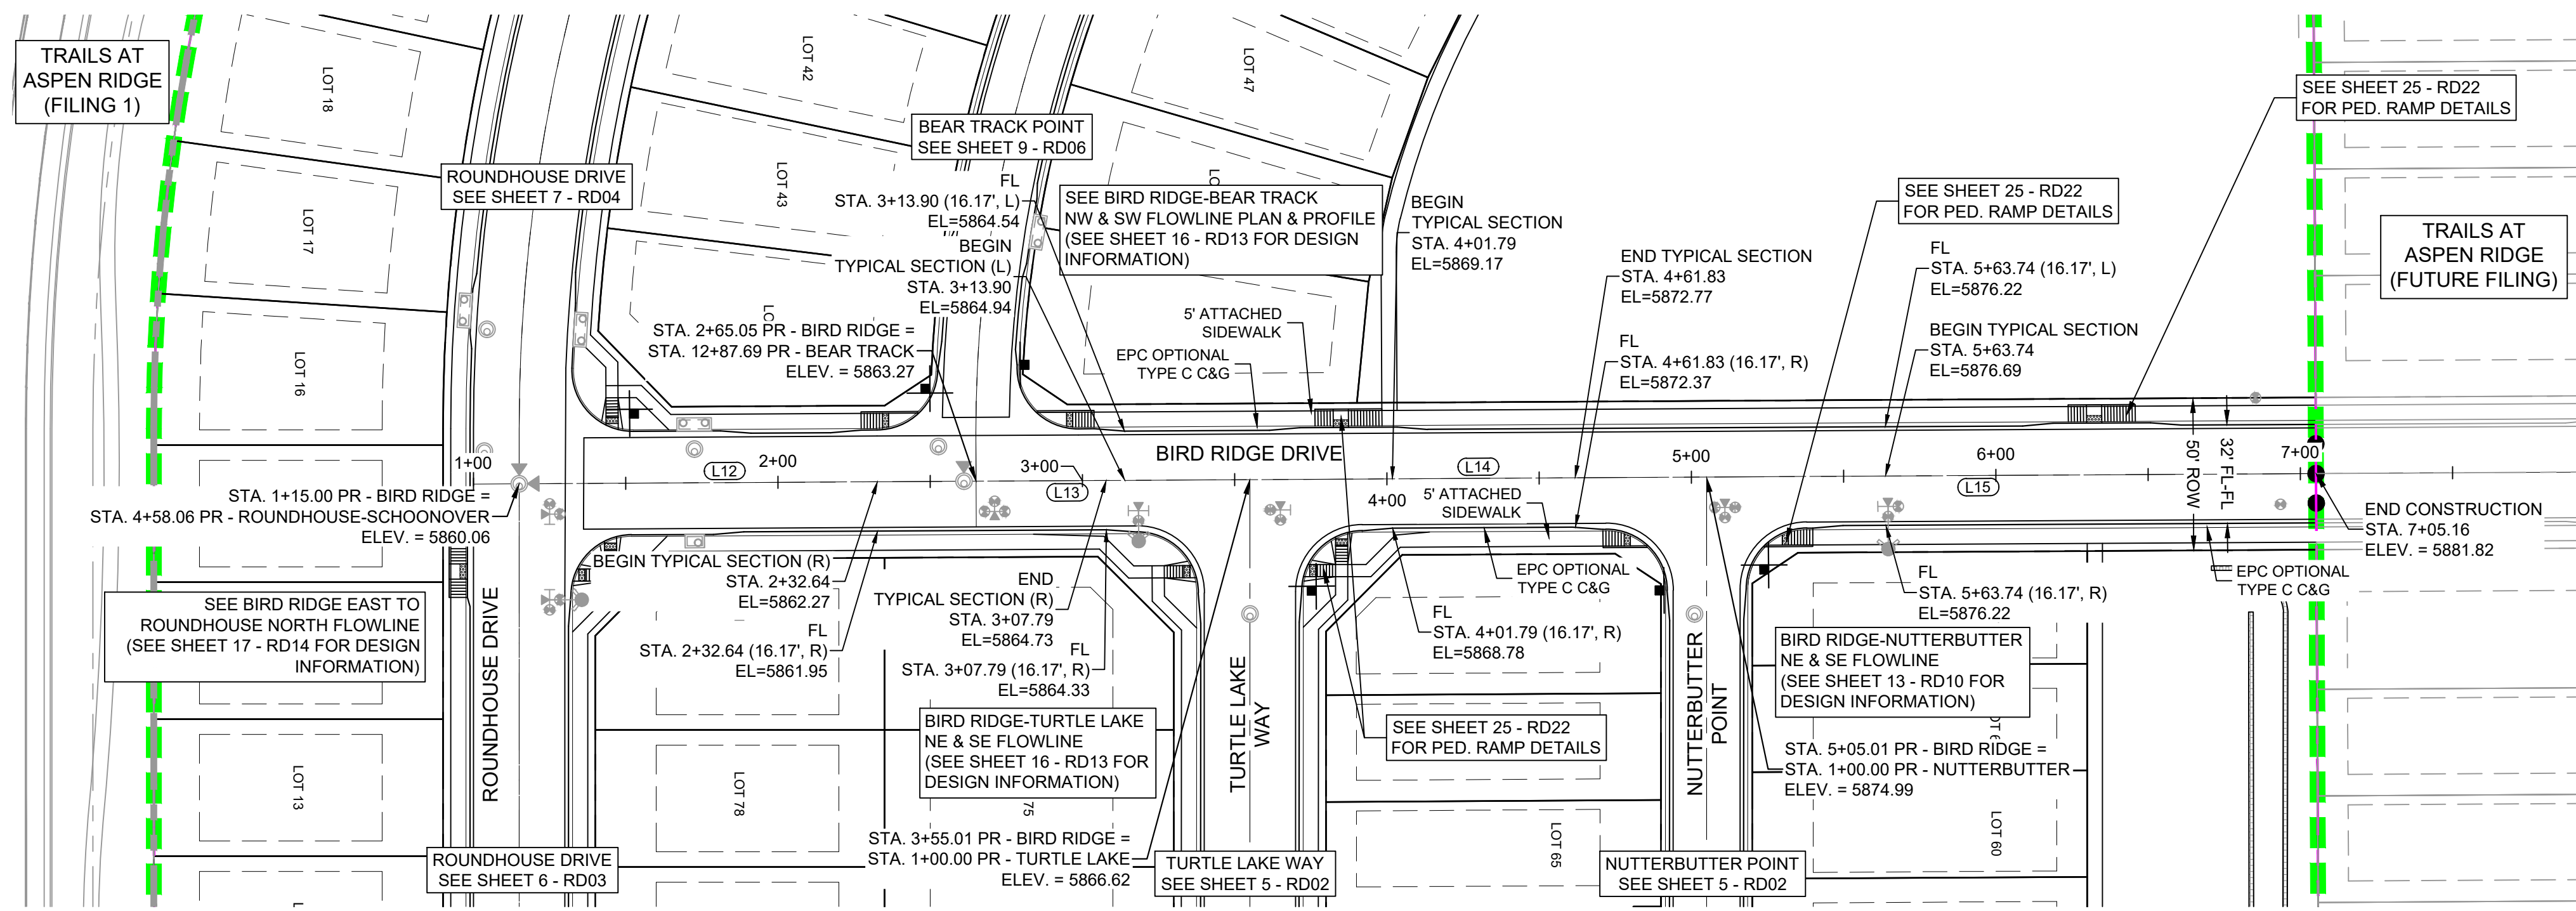 TRAILS AT
ASPEN RIDGE
(FILING 1)
LOT 18
LOT 17
LOT 16
LOT 13
LOT 42
LOT 43
LOT 47
ROUNDHOUSE DRIVE
SEE SHEET 7 - RD04
BEAR TRACK POINT
SEE SHEET 9 - RD06
FL
STA. 3+13.90 (16.17', L)
EL=5864.54
BEGIN
TYPICAL SECTION (L)
STA. 3+13.90
EL=5864.94
STA. 2+65.05 PR - BIRD RIDGE =
STA. 12+87.69 PR - BEAR TRACK
ELEV. = 5863.27
SEE BIRD RIDGE-BEAR TRACK
NW & SW FLOWLINE PLAN & PROFILE
(SEE SHEET 16 - RD13 FOR DESIGN
INFORMATION)
5' ATTACHED
SIDEWALK
EPC OPTIONAL
TYPE C C&G
BEGIN
TYPICAL SECTION
STA. 4+01.79
EL=5869.17
END TYPICAL SECTION
STA. 4+61.83
EL=5872.77
FL
STA. 4+61.83 (16.17', R)
EL=5872.37
SEE SHEET 25 - RD22
FOR PED. RAMP DETAILS
FL
STA. 5+63.74 (16.17', L)
EL=5876.22
BEGIN TYPICAL SECTION
STA. 5+63.74
EL=5876.69
SEE SHEET 25 - RD22
FOR PED. RAMP DETAILS
TRAILS AT
ASPEN RIDGE
(FUTURE FILING)
BIRD RIDGE DRIVE
1+00
L12
2+00
3+00
L13
4+00
L14
5+00
6+00
L15
7+00
50' ROW
32' FL-FL
STA. 1+15.00 PR - BIRD RIDGE =
STA. 4+58.06 PR - ROUNDHOUSE-SCHOONOVER
ELEV. = 5860.06
SEE BIRD RIDGE EAST TO
ROUNDHOUSE NORTH FLOWLINE
(SEE SHEET 17 - RD14 FOR DESIGN
INFORMATION)
ROUNDHOUSE DRIVE
ROUNDHOUSE DRIVE
SEE SHEET 6 - RD03
BEGIN TYPICAL SECTION (R)
STA. 2+32.64
EL=5862.27
FL
STA. 2+32.64 (16.17', R)
EL=5861.95
END
TYPICAL SECTION (R)
STA. 3+07.79
EL=5864.73
FL
STA. 3+07.79 (16.17', R)
EL=5864.33
LOT 78
75
BIRD RIDGE-TURTLE LAKE
NE & SE FLOWLINE
(SEE SHEET 16 - RD13 FOR
DESIGN INFORMATION)
STA. 3+55.01 PR - BIRD RIDGE =
STA. 1+00.00 PR - TURTLE LAKE
ELEV. = 5866.62
TURTLE LAKE
WAY
TURTLE LAKE WAY
SEE SHEET 5 - RD02
5' ATTACHED
SIDEWALK
EPC OPTIONAL
TYPE C C&G
FL
STA. 4+01.79 (16.17', R)
EL=5868.78
SEE SHEET 25 - RD22
FOR PED. RAMP DETAILS
LOT 65
NUTTERBUTTER
POINT
NUTTERBUTTER POINT
SEE SHEET 5 - RD02
FL
STA. 5+63.74 (16.17', R)
EL=5876.22
BIRD RIDGE-NUTTERBUTTER
NE & SE FLOWLINE
(SEE SHEET 13 - RD10 FOR
DESIGN INFORMATION)
STA. 5+05.01 PR - BIRD RIDGE =
STA. 1+00.00 PR - NUTTERBUTTER
ELEV. = 5874.99
LOT 60
EPC OPTIONAL
TYPE C C&G
END CONSTRUCTION
STA. 7+05.16
ELEV. = 5881.82